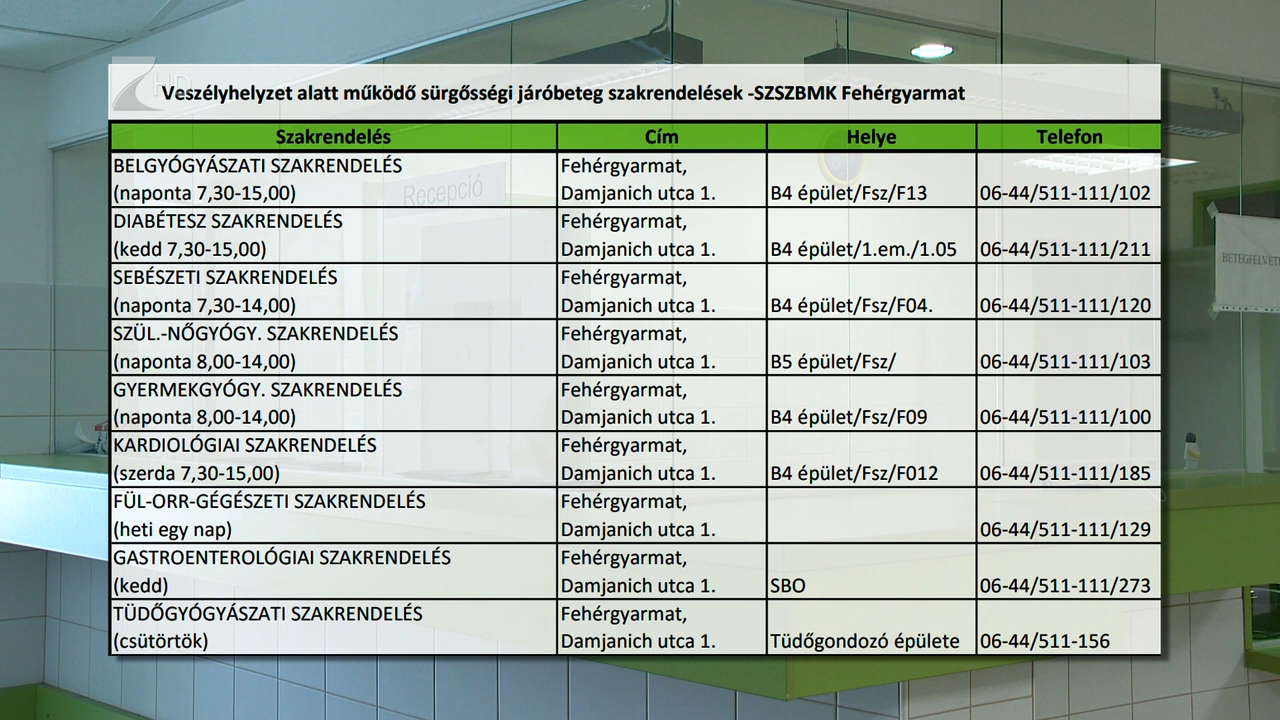 HD
Veszélyhelyzet alatt működő sürgősségi járóbeteg szakrendelések -SZSZBMK Fehérgyarmat
Szakrendelés Cím Helye Telefon
BELGYÓGYÁSZATI SZAKRENDELÉS Fehérgyarmat,
(naponta 7,30-15,00) Damjanich utca 1. B4 épület/Fsz/F13 06-44/511-111/102
DIABÉTESZ SZAKRENDELÉS Fehérgyarmat,
(kedd 7,30-15,00) Damjanich utca 1. B4 épület/1.em./1.05 06-44/511-111/211
SEBÉSZETI SZAKRENDELÉS Fehérgyarmat,
(naponta 7,30-14,00) Damjanich utca 1. B4 épület/Fsz/F04. 06-44/511-111/120
SZÜL.-NŐGYÓGY. SZAKRENDELÉS Fehérgyarmat,
(naponta 8,00-14,00) Damjanich utca 1. B5 épület/Fsz/ 06-44/511-111/103
GYERMEKGYÓGY. SZAKRENDELÉS Fehérgyarmat,
(naponta 8,00-14,00) Damjanich utca 1. B4 épület/Fsz/F09 06-44/511-111/100
KARDIOLÓGIAI SZAKRENDELÉS Fehérgyarmat,
(szerda 7,30-15,00) Damjanich utca 1. B4 épület/Fsz/F012 06-44/511-111/185
FÜL-ORR-GÉGÉSZETI SZAKRENDELÉS Fehérgyarmat,
(heti egy nap) Damjanich utca 1. 06-44/511-111/129
GASTROENTEROLÓGIAI SZAKRENDELÉS Fehérgyarmat,
(kedd) Damjanich utca 1. SBO 06-44/511-111/273
TÜDŐGYÓGYÁSZATI SZAKRENDELÉS Fehérgyarmat,
(csütörtök) Damjanich utca 1. Tüdőgondozó épülete 06-44/511-156
Recepció